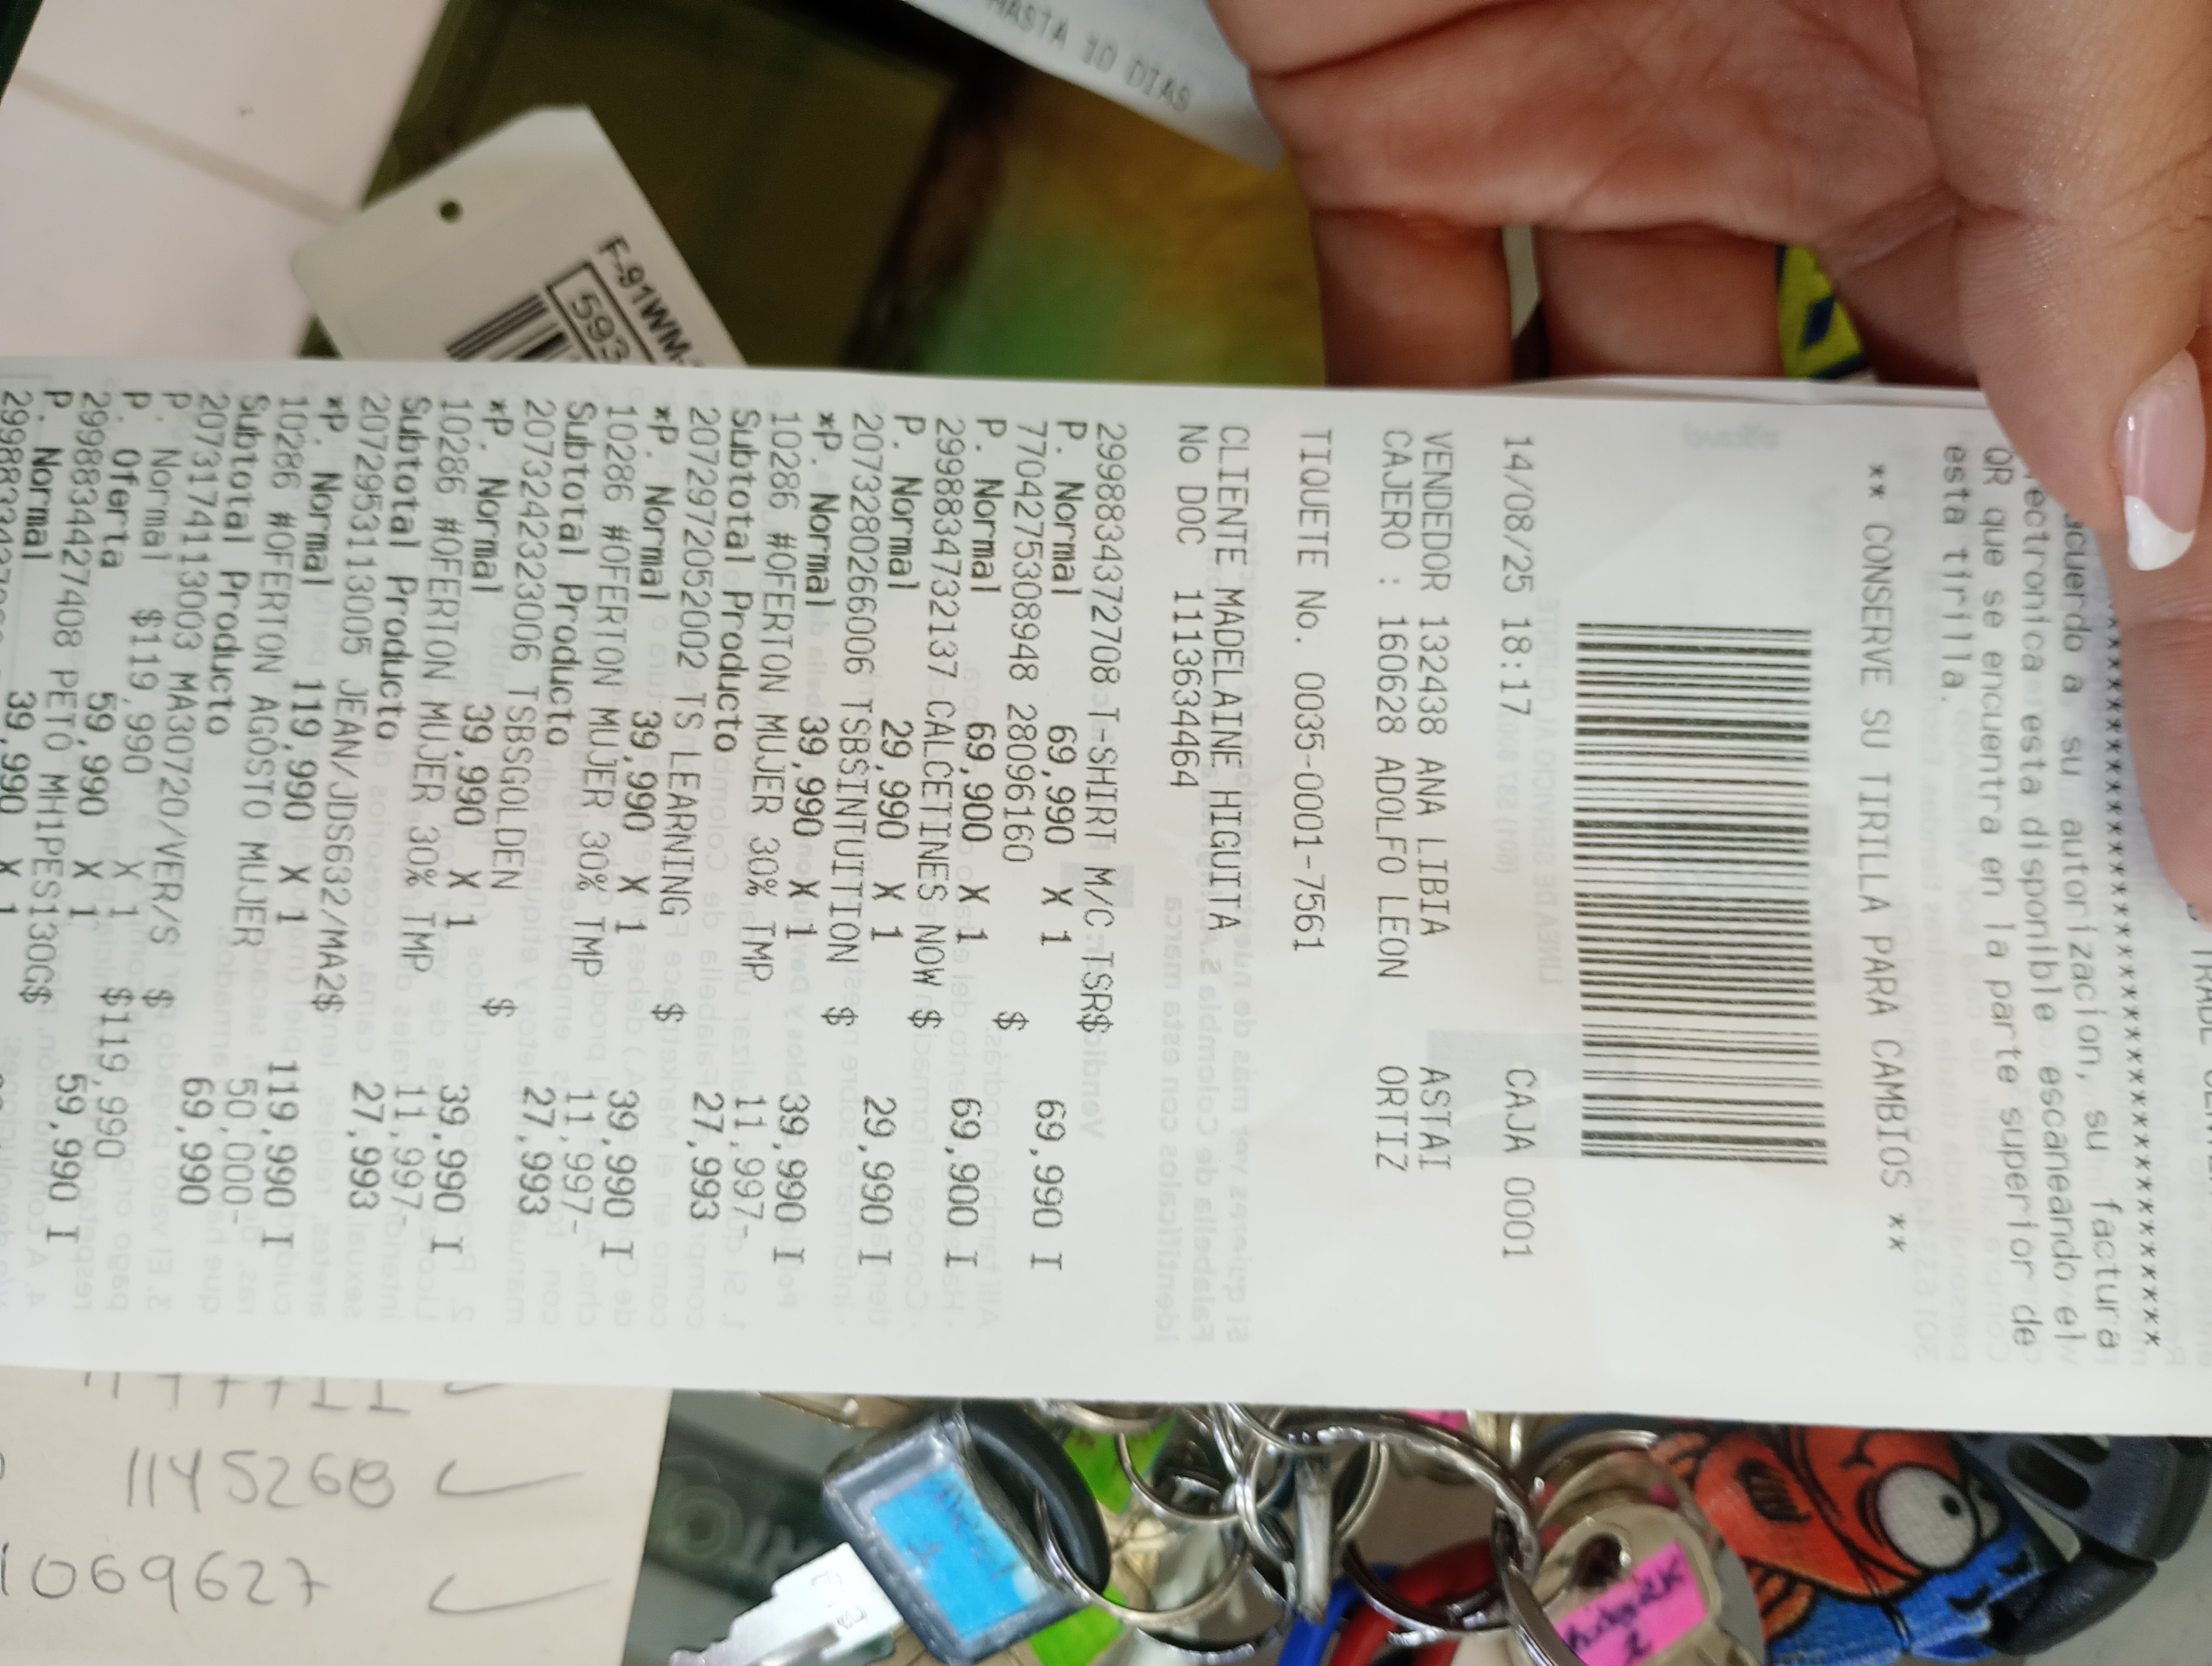 HASTA 10 DIAS
F-91WM-
593
*********************
acuerdo a su autorizacion, su factura
electronica esta disponible escaneando el
QR que se encuentra en la parte superior de
esta tirilla.
** CONSERVE SU TIRILLA PARA CAMBIOS **
14/08/25 18:17 CAJA 0001
VENDEDOR 132438 ANA LIBIA ASTAI
CAJERO : 160628 ADOLFO LEON ORTIZ
TIQUETE No. 0035-0001-7561
CLIENTE MADELAINE HIGUITA
No DOC 1113634464
2998834372708 T-SHIRT M/C TSR$
P. Normal 69,990 X 1 69,990 I
7704275308948 28096160 $
P. Normal 69,900 X 1 69,900 I
2998834732137 CALCETINES NOW $
P. Normal 29,990 X 1 29,990 I
2073280266006 TSBSINTUITION $
*P. Normal 39,990 X 1 39,990 I
10286 #OFERTON MUJER 30% TMP 11,997-
Subtotal Producto 27,993
2072972052002 TS LEARNING $
*P. Normal 39,990 X 1 39,990 I
10286 #OFERTON MUJER 30% TMP 11,997-
Subtotal Producto 27,993
2073242323006 TSBSGOLDEN $
*P. Normal 39,990 X 1 39,990 I
10286 #OFERTON MUJER 30% TMP 11,997-
Subtotal Producto 27,993
2072953113005 JEAN/JDS632/MA2$
*P. Normal 119,990 X 1 119,990 I
10286 #OFERTON AGOSTO MUJER 50,000-
Subtotal Producto 69,990
2073174113003 MA30720/VER/S $
P. Normal $119,990 X 1 $119,990
P. Oferta 59,990 X 1 59,990 I
2998834427408 PETO MH1PES130G$
P. Normal 39,990 X 1
1145268
1069627